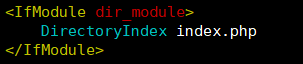 <IfModule dir_module>
    DirectoryIndex index.php
</IfModule>